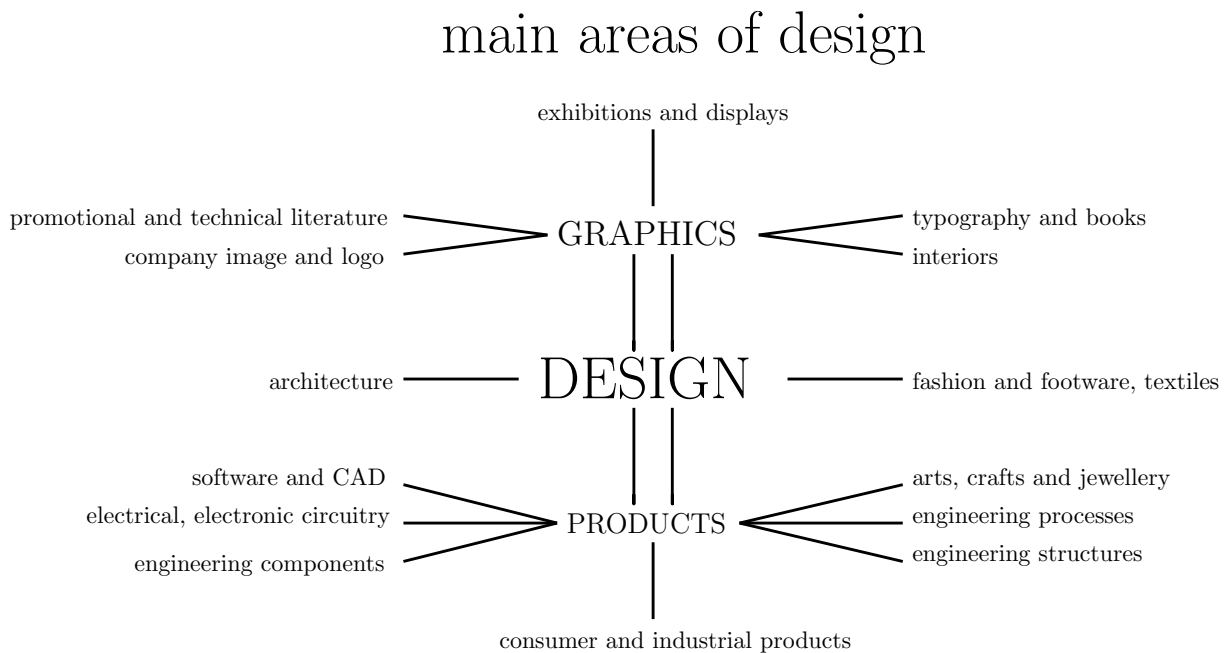 main areas of design
exhibitions and displays
promotional and technical literature
typography and books
GRAPHICS
company image and logo
interiors
architecture
DESIGN
fashion and footware, textiles
software and CAD
arts, crafts and jewellery
electrical, electronic circuitry
PRODUCTS
engineering processes
engineering components
engineering structures
consumer and industrial products